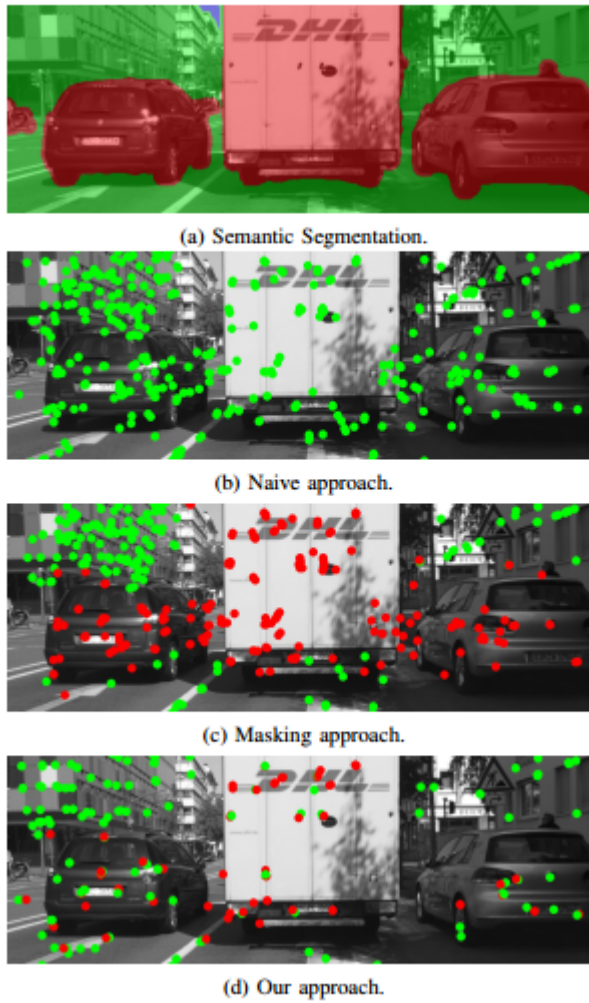 DHL
(a) Semantic Segmentation.
DHL
(b) Naive approach.
DHL
(c) Masking approach.
DHL
(d) Our approach.